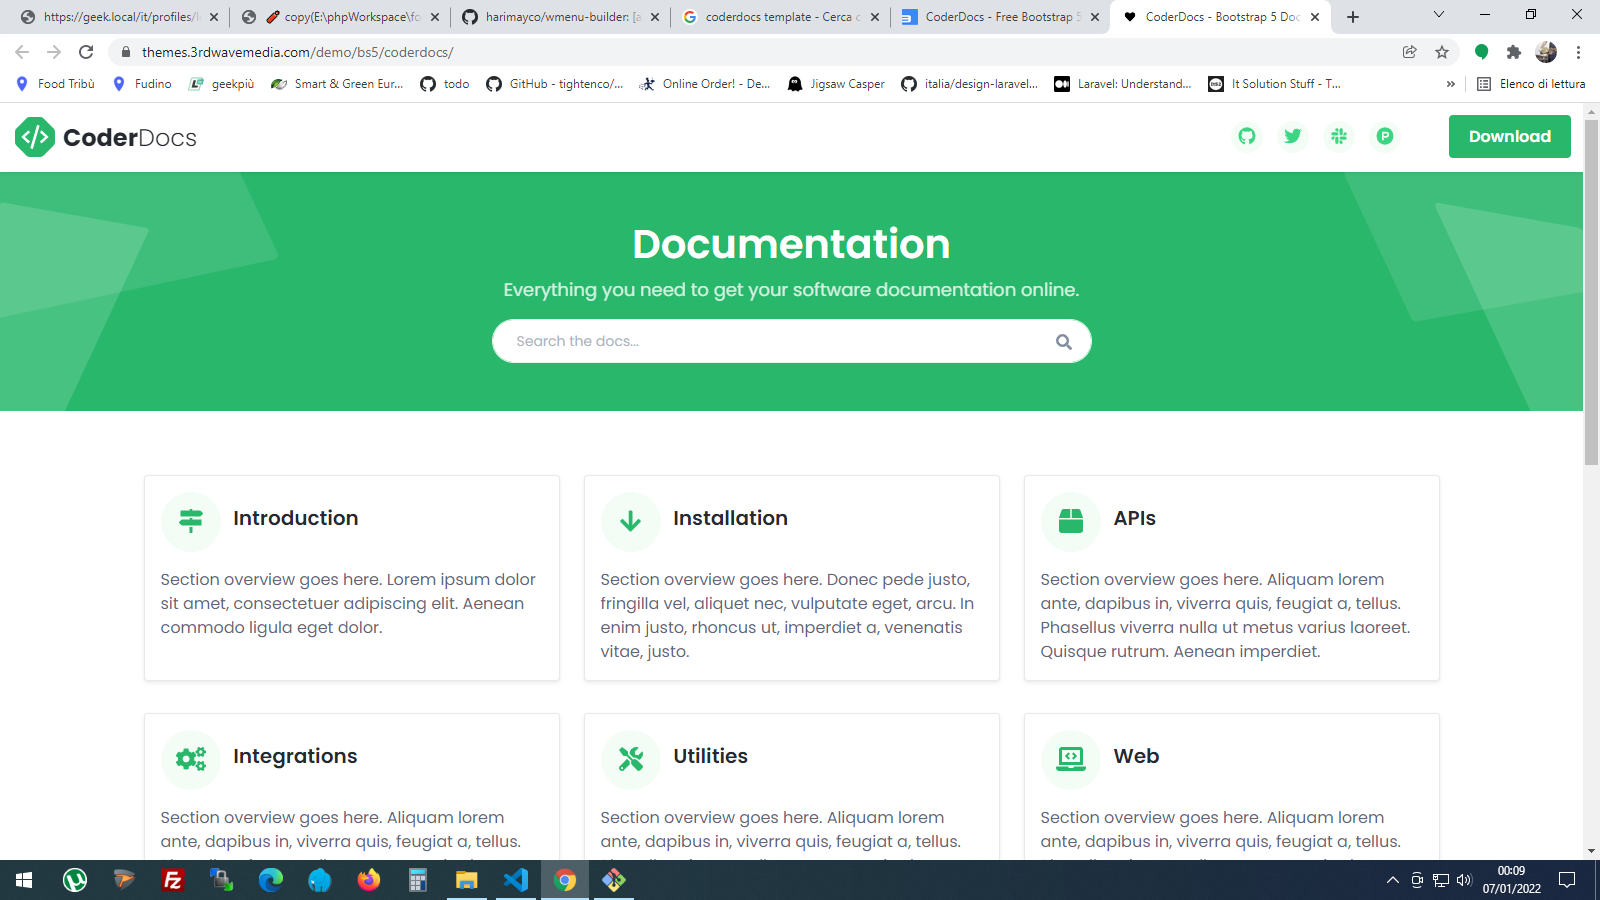 https://geek.local/it/profiles/
copy(E:\phpWorkspace\fo
harimayco/wmenu-builder: [a
coderdocs template - Cerca c
CoderDocs - Free Bootstrap 5
CoderDocs - Bootstrap 5 Doc
themes.3rdwavemedia.com/demo/bs5/coderdocs/
Food Tribù
Fudino
geekpiù
Smart & Green Eur...
todo
GitHub - tightenco/...
Online Order! - De...
Jigsaw Casper
italia/design-laravel...
Laravel: Understand...
It Solution Stuff - T...
»
Elenco di lettura
CoderDocs
Download
Documentation
Everything you need to get your software documentation online.
Search the docs...
Introduction
Section overview goes here. Lorem ipsum dolor
sit amet, consectetuer adipiscing elit. Aenean
commodo ligula eget dolor.
Installation
Section overview goes here. Donec pede justo,
fringilla vel, aliquet nec, vulputate eget, arcu. In
enim justo, rhoncus ut, imperdiet a, venenatis
vitae, justo.
APIs
Section overview goes here. Aliquam lorem
ante, dapibus in, viverra quis, feugiat a, tellus.
Phasellus viverra nulla ut metus varius laoreet.
Quisque rutrum. Aenean imperdiet.
Integrations
Section overview goes here. Aliquam lorem
ante, dapibus in, viverra quis, feugiat a, tellus.
Utilities
Section overview goes here. Aliquam lorem
ante, dapibus in, viverra quis, feugiat a, tellus.
Web
Section overview goes here. Aliquam lorem
ante, dapibus in, viverra quis, feugiat a, tellus.
00:09
07/01/2022